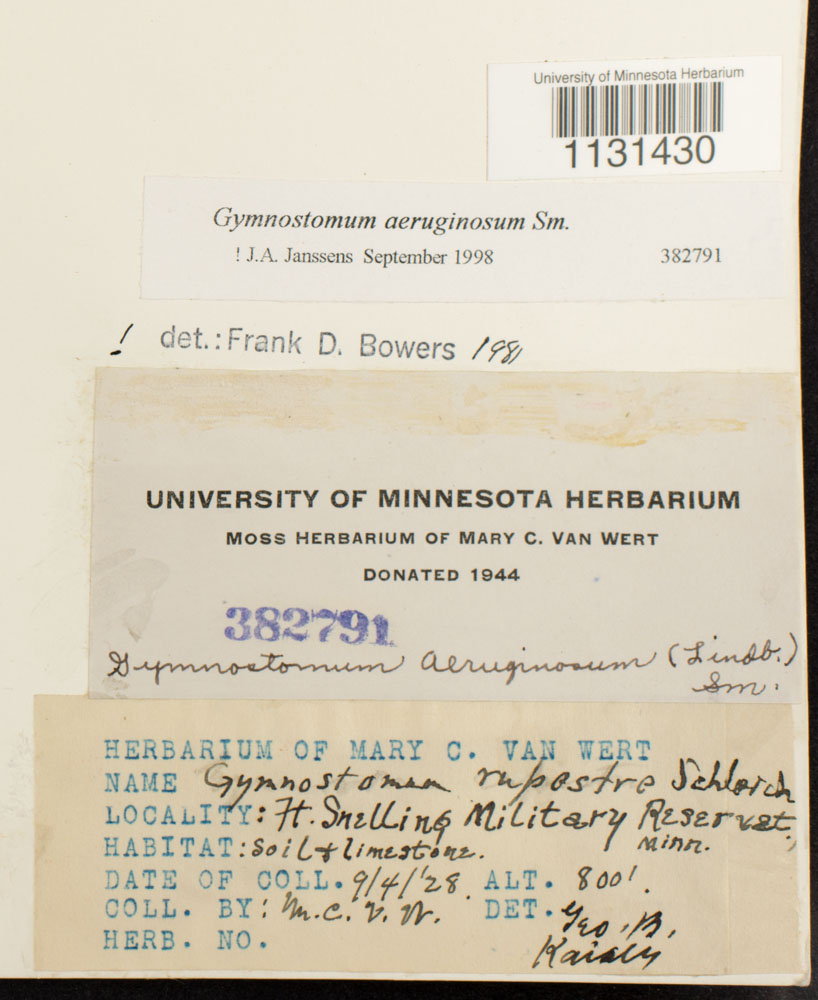 University of Minnesota Herbarium
1131430
Gymnostomum aeruginosum Sm.
! J.A. Janssens September 1998 382791
! det.: Frank D. Bowers 1981
UNIVERSITY OF MINNESOTA HERBARIUM
MOSS HERBARIUM OF MARY C. VAN WERT
DONATED 1944
382791
Gymnostomum aeruginosum (Lindb.)
Sm.
HERBARIUM OF MARY C. VAN WERT
NAME Gymnostomum rupestre Schleich
LOCALITY: Ft. Snelling Military Reservat.,
Minn.
HABITAT: Soil & limestone.
DATE OF COLL. 9/4/'28. ALT. 800'.
COLL. BY: M.C.V.W. DET. Geo. B.
Kaiser
HERB. NO.